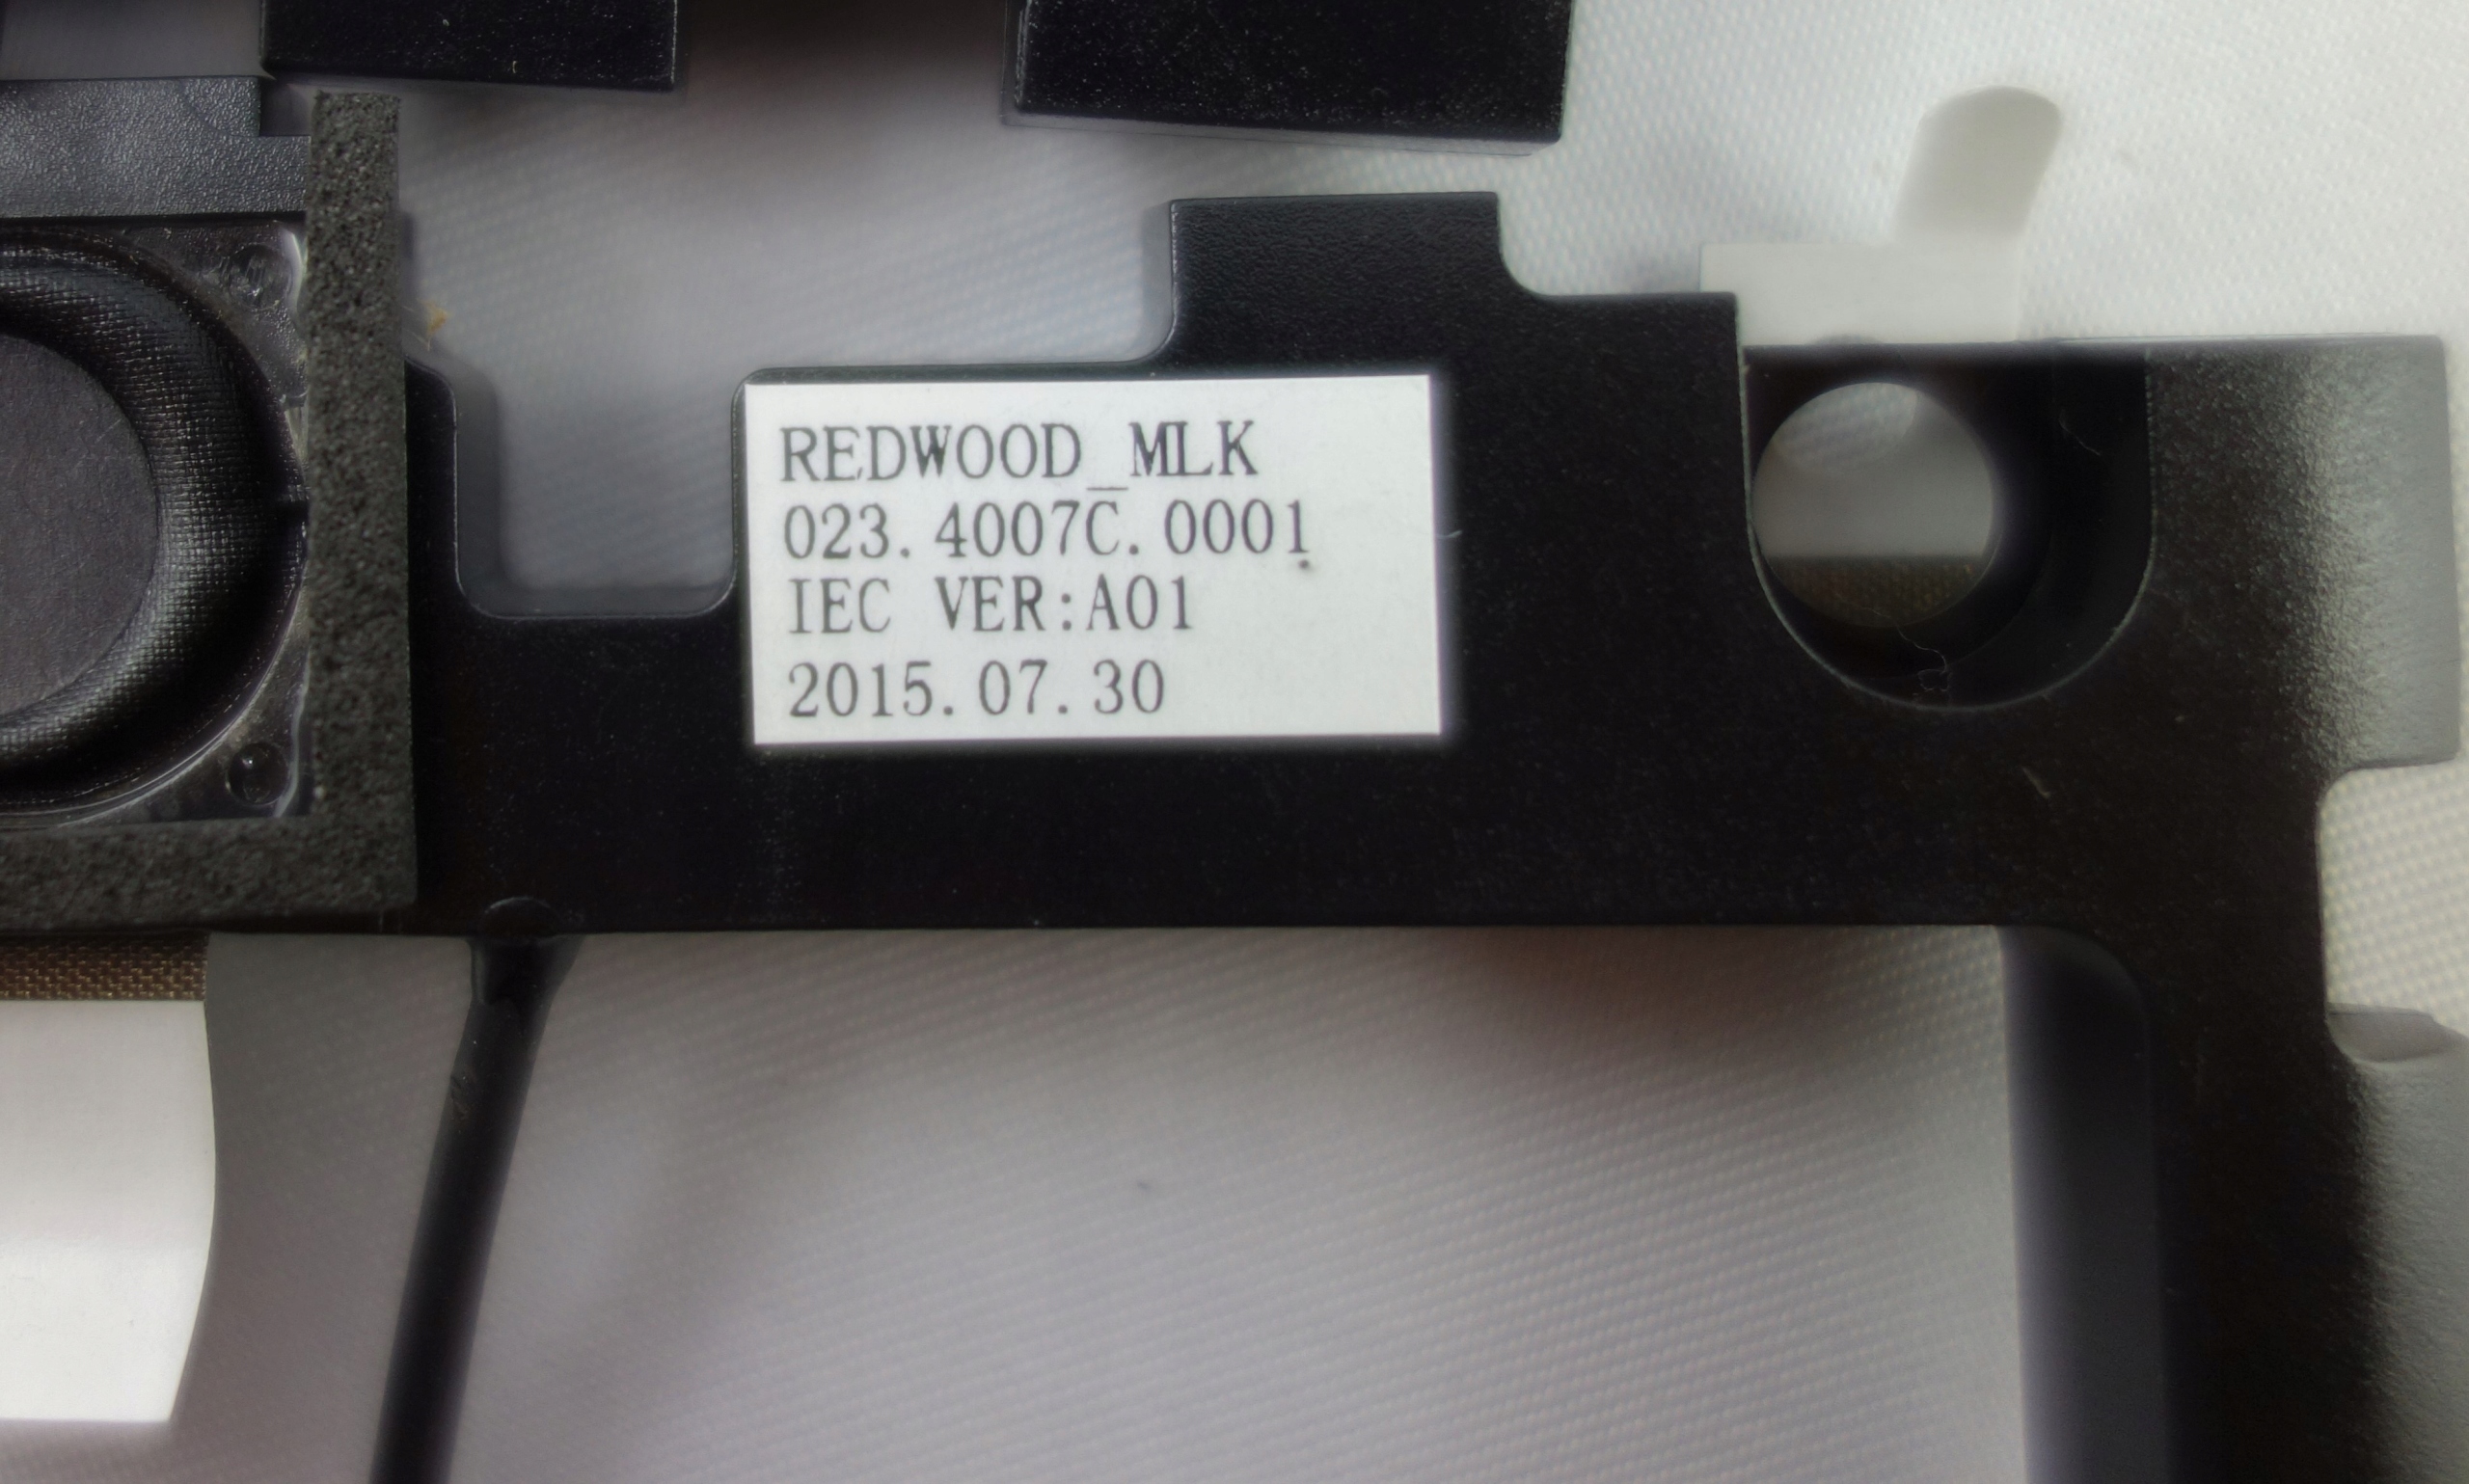 REDWOOD_MLK
023.4007C.0001
IEC VER:A01
2015.07.30